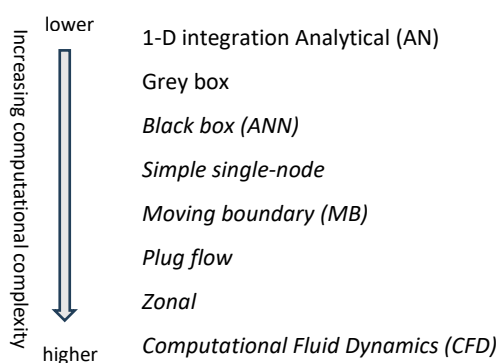 Increasing computational complexity
lower
higher
1-D integration Analytical (AN)
Grey box
Black box (ANN)
Simple single-node
Moving boundary (MB)
Plug flow
Zonal
Computational Fluid Dynamics (CFD)